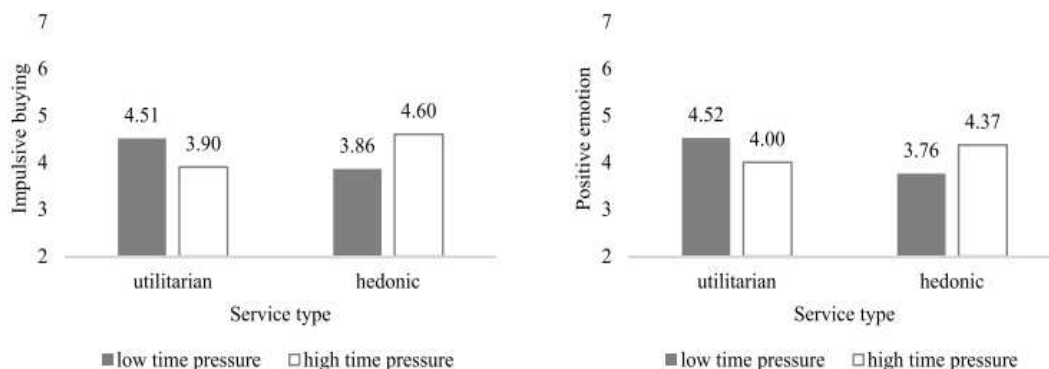 7
6
5
4
3
2
Impulsive buying
4.51
3.90
3.86
4.60
utilitarian
hedonic
Service type
low time pressure
high time pressure
7
6
5
4
3
2
Positive emotion
4.52
4.00
3.76
4.37
utilitarian
hedonic
Service type
low time pressure
high time pressure